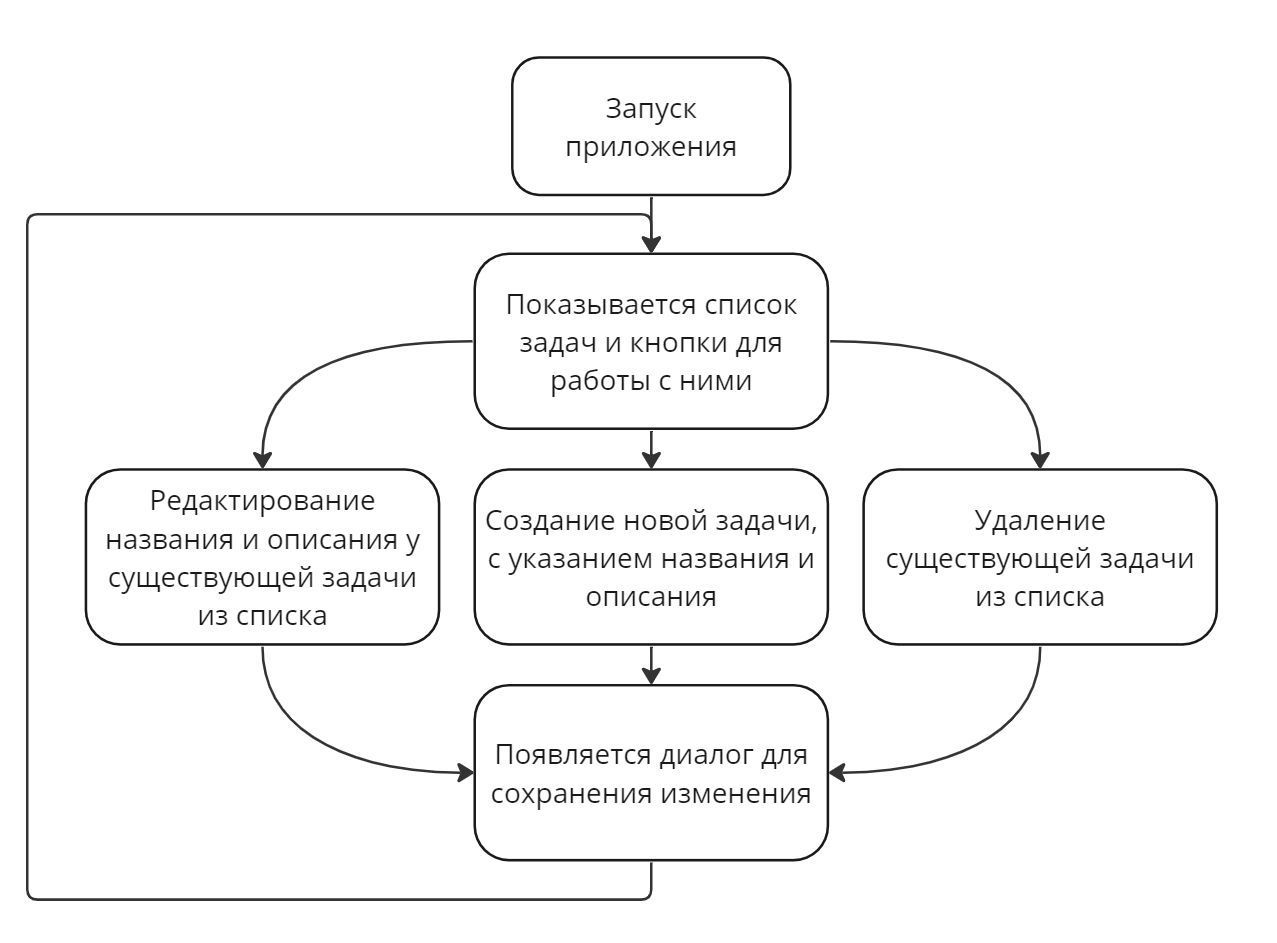 Запуск
приложения
Показывается список
задач и кнопки для
работы с ними
Редактирование
названия и описания у
существующей задачи
из списка
Создание новой задачи,
с указанием названия и
описания
Удаление
существующей задачи
из списка
Появляется диалог для
сохранения изменения